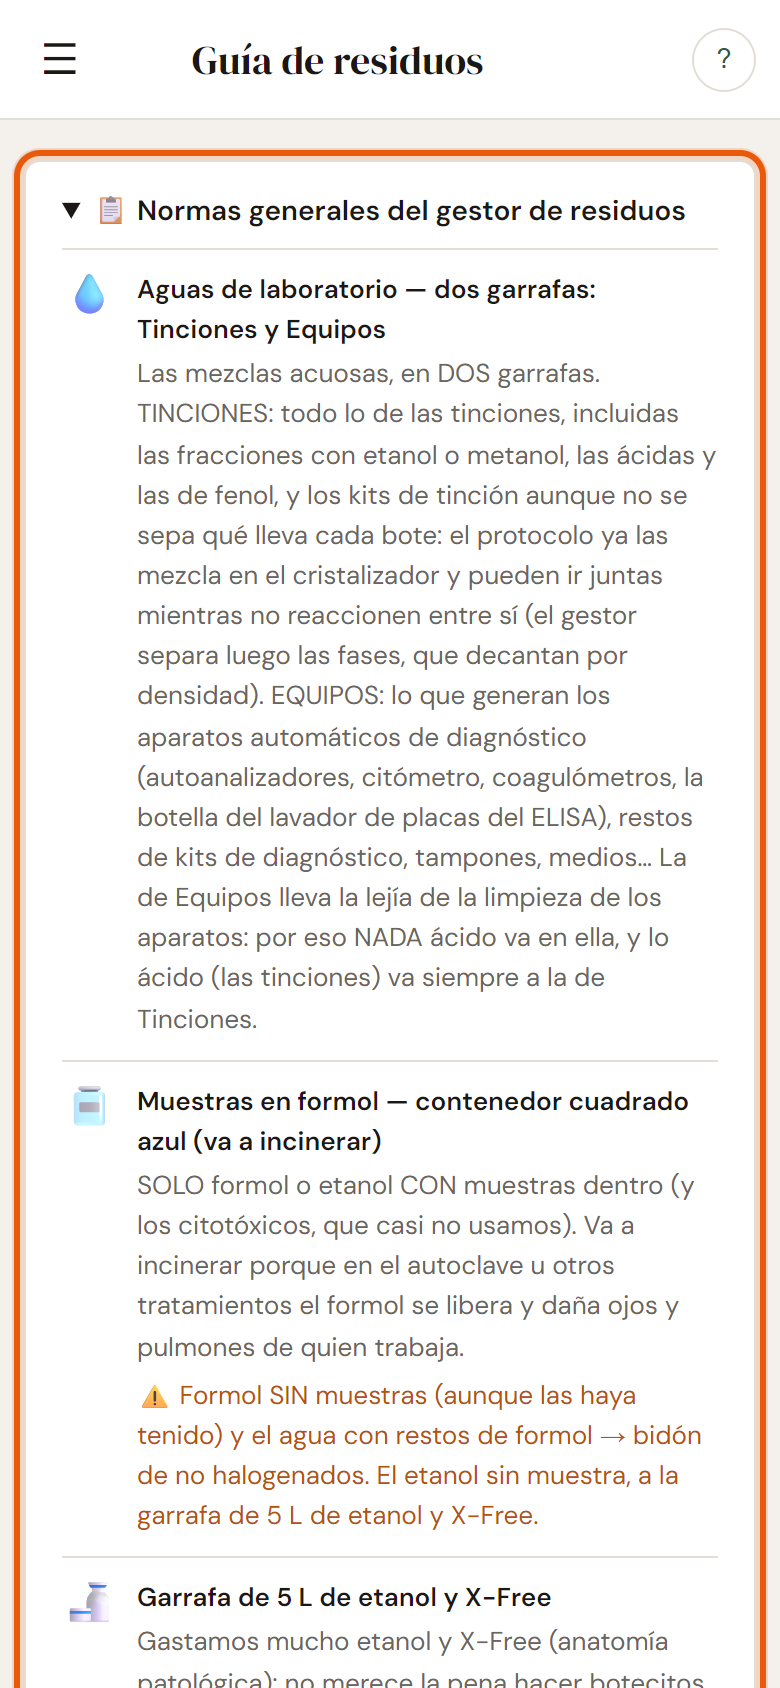 ☰ Guía de residuos ?
▼ 📋 Normas generales del gestor de residuos
Aguas de laboratorio — dos garrafas:
Tinciones y Equipos
Las mezclas acuosas, en DOS garrafas.
TINCIONES: todo lo de las tinciones, incluidas
las fracciones con etanol o metanol, las ácidas y
las de fenol, y los kits de tinción aunque no se
sepa qué lleva cada bote: el protocolo ya las
mezcla en el cristalizador y pueden ir juntas
mientras no reaccionen entre sí (el gestor
separa luego las fases, que decantan por
densidad). EQUIPOS: lo que generan los
aparatos automáticos de diagnóstico
(autoanalizadores, citómetro, coagulómetros, la
botella del lavador de placas del ELISA), restos
de kits de diagnóstico, tampones, medios… La
de Equipos lleva la lejía de la limpieza de los
aparatos: por eso NADA ácido va en ella, y lo
ácido (las tinciones) va siempre a la de
Tinciones.
Muestras en formol — contenedor cuadrado
azul (va a incinerar)
SOLO formol o etanol CON muestras dentro (y
los citotóxicos, que casi no usamos). Va a
incinerar porque en el autoclave u otros
tratamientos el formol se libera y daña ojos y
pulmones de quien trabaja.
⚠️ Formol SIN muestras (aunque las haya
tenido) y el agua con restos de formol → bidón
de no halogenados. El etanol sin muestra, a la
garrafa de 5 L de etanol y X-Free.
Garrafa de 5 L de etanol y X-Free
Gastamos mucho etanol y X-Free (anatomía
patológica): no merece la pena hacer botecitos